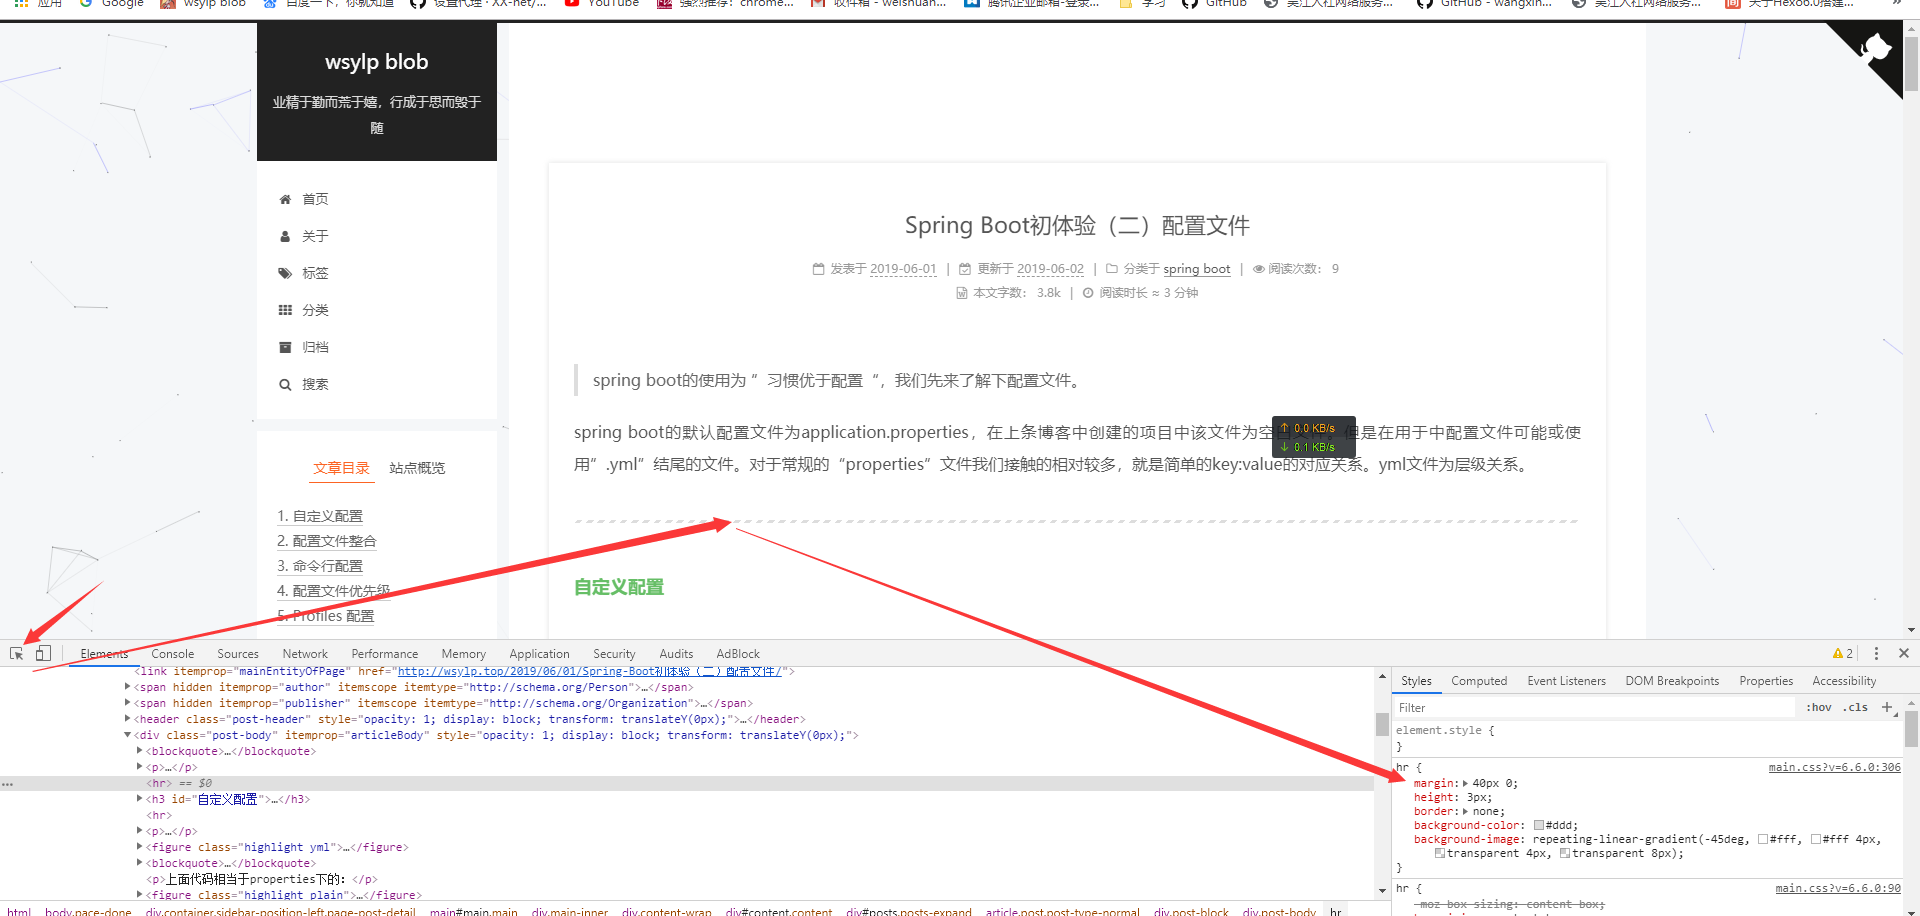 应用 Google wsylp blob 百度一下，你就知道 设置代理 · XX-net/... YouTube 强烈推荐：chrome... 收件箱 - weishuan... 腾讯企业邮箱-登录... 学习 GitHub 吴江人社网络服务... GitHub - wangxin... 吴江人社网络服务... 关于Hexo6.0搭建... »
wsylp blob
业精于勤而荒于嬉，行成于思而毁于
随
首页
关于
标签
分类
归档
搜索
文章目录 站点概览
1. 自定义配置
2. 配置文件整合
3. 命令行配置
4. 配置文件优先级
5. Profiles 配置
Spring Boot初体验（二）配置文件
发表于 2019-06-01 | 更新于 2019-06-02 | 分类于 spring boot | 阅读次数： 9
本文字数： 3.8k | 阅读时长 ≈ 3 分钟
spring boot的使用为 ” 习惯优于配置 “，我们先来了解下配置文件。
spring boot的默认配置文件为application.properties，在上条博客中创建的项目中该文件为空白文件。但是在用于中配置文件可能或使
用” .yml” 结尾的文件。对于常规的 “properties” 文件我们接触的相对较多，就是简单的key:value的对应关系。yml文件为层级关系。
↑ 0.0 KB/s
↓ 0.1 KB/s
自定义配置
Elements Console Sources Network Performance Memory Application Security Audits AdBlock 2
<link itemprop="mainEntityOfPage" href="http://wsylp.top/2019/06/01/Spring-Boot初体验（二）配置文件/">
<span hidden itemprop="author" itemscope itemtype="http://schema.org/Person">…</span>
<span hidden itemprop="publisher" itemscope itemtype="http://schema.org/Organization">…</span>
<header class="post-header" style="opacity: 1; display: block; transform: translateY(0px);">…</header>
<div class="post-body" itemprop="articleBody" style="opacity: 1; display: block; transform: translateY(0px);">
<blockquote>…</blockquote>
<p>…</p>
... <hr> == $0
<h3 id="自定义配置">…</h3>
<hr>
<p>…</p>
<figure class="highlight yml">…</figure>
<blockquote>…</blockquote>
<p>上面代码相当于properties下的：</p>
<figure class="highlight plain">…</figure>
html body.pace-done div.container.sidebar-position-left.page-post-detail main#main.main div.main-inner div.content-wrap div#content.content div#posts.posts-expand article.post.post-type-normal div.post-block div.post-body hr
Styles Computed Event Listeners DOM Breakpoints Properties Accessibility
Filter :hov .cls +
element.style {
}
hr { main.css?v=6.6.0:306
margin: 40px 0;
height: 3px;
border: none;
background-color: #ddd;
background-image: repeating-linear-gradient(-45deg, #fff, #fff 4px,
transparent 4px, transparent 8px);
}
hr { main.css?v=6.6.0:90
-moz-box-sizing: content-box;